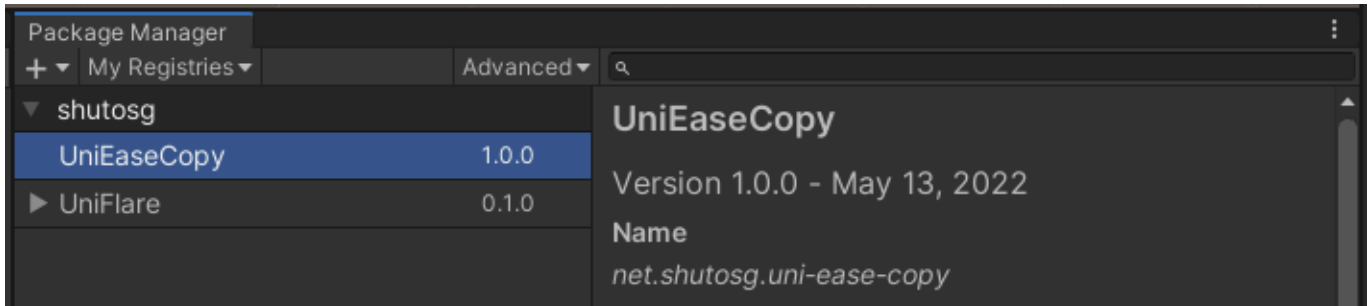 Package Manager
My Registries
Advanced
shutosg
UniEaseCopy 1.0.0
UniFlare 0.1.0
UniEaseCopy
Version 1.0.0 - May 13, 2022
Name
net.shutosg.uni-ease-copy